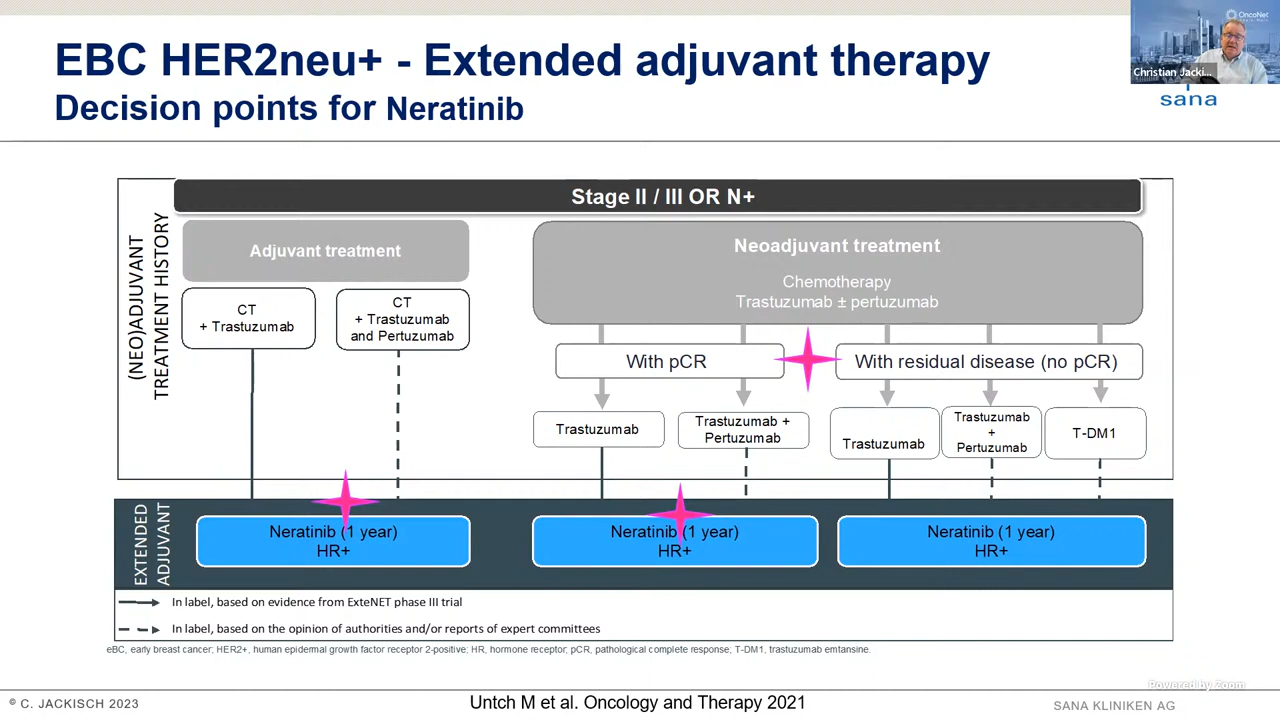 EBC HER2neu+ - Extended adjuvant therapy
Decision points for Neratinib
OncoNet
Christian Jacki...
sana
(NEO)ADJUVANT
TREATMENT HISTORY
Stage II / III OR N+
Adjuvant treatment
CT
+ Trastuzumab
CT
+ Trastuzumab
and Pertuzumab
Neoadjuvant treatment
Chemotherapy
Trastuzumab ± pertuzumab
With pCR
With residual disease (no pCR)
Trastuzumab
Trastuzumab +
Pertuzumab
Trastuzumab
Trastuzumab
+
Pertuzumab
T-DM1
EXTENDED
ADJUVANT
Neratinib (1 year)
HR+
Neratinib (1 year)
HR+
Neratinib (1 year)
HR+
In label, based on evidence from ExteNET phase III trial
In label, based on the opinion of authorities and/or reports of expert committees
eBC, early breast cancer; HER2+, human epidermal growth factor receptor 2-positive; HR, hormone receptor; pCR, pathological complete response; T-DM1, trastuzumab emtansine.
Powered by Zoom
© C. JACKISCH 2023
Untch M et al. Oncology and Therapy 2021
SANA KLINIKEN AG